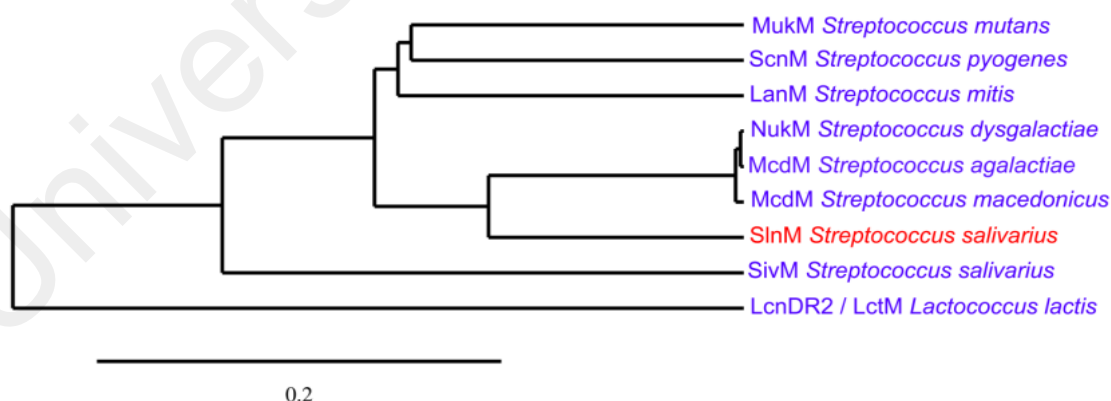 Univers
MukM Streptococcus mutans
ScnM Streptococcus pyogenes
LanM Streptococcus mitis
NukM Streptococcus dysgalactiae
McdM Streptococcus agalactiae
McdM Streptococcus macedonicus
SlnM Streptococcus salivarius
SivM Streptococcus salivarius
LcnDR2 / LctM Lactococcus lactis
0.2